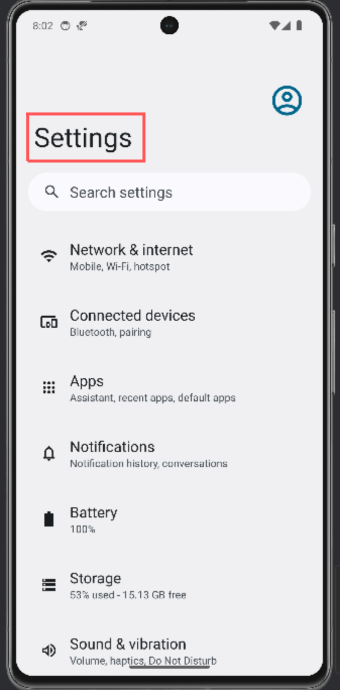 8:02
Settings
Search settings
Network & internet
Mobile, Wi-Fi, hotspot
Connected devices
Bluetooth, pairing
Apps
Assistant, recent apps, default apps
Notifications
Notification history, conversations
Battery
100%
Storage
53% used - 15.13 GB free
Sound & vibration
Volume, haptics, Do Not Disturb